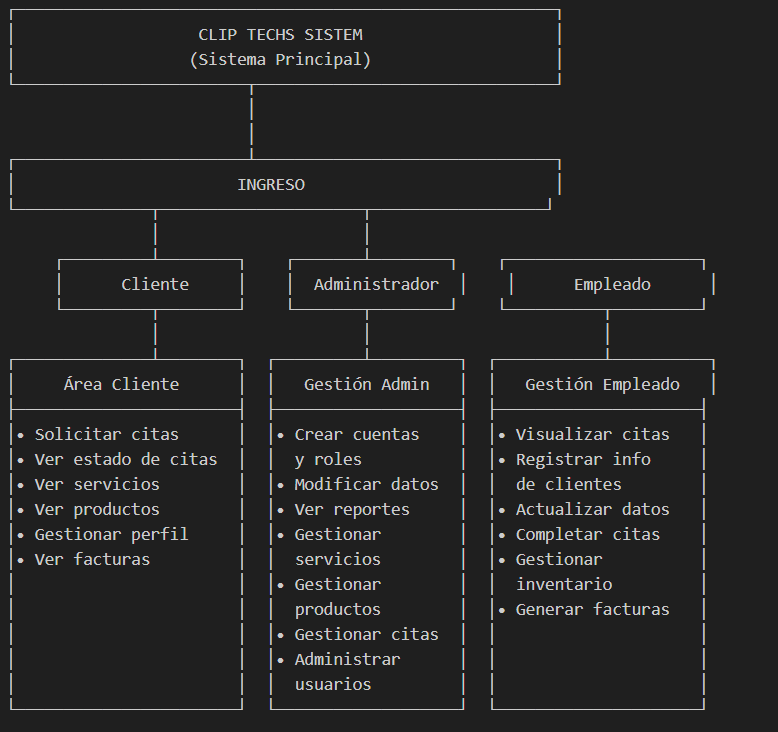 CLIP TECHS SISTEM
(Sistema Principal)
INGRESO
Cliente
Administrador
Empleado
Área Cliente
• Solicitar citas
• Ver estado de citas
• Ver servicios
• Ver productos
• Gestionar perfil
• Ver facturas
Gestión Admin
• Crear cuentas
y roles
• Modificar datos
• Ver reportes
• Gestionar
servicios
• Gestionar
productos
• Gestionar citas
• Administrar
usuarios
Gestión Empleado
• Visualizar citas
• Registrar info
de clientes
• Actualizar datos
• Completar citas
• Gestionar
inventario
• Generar facturas